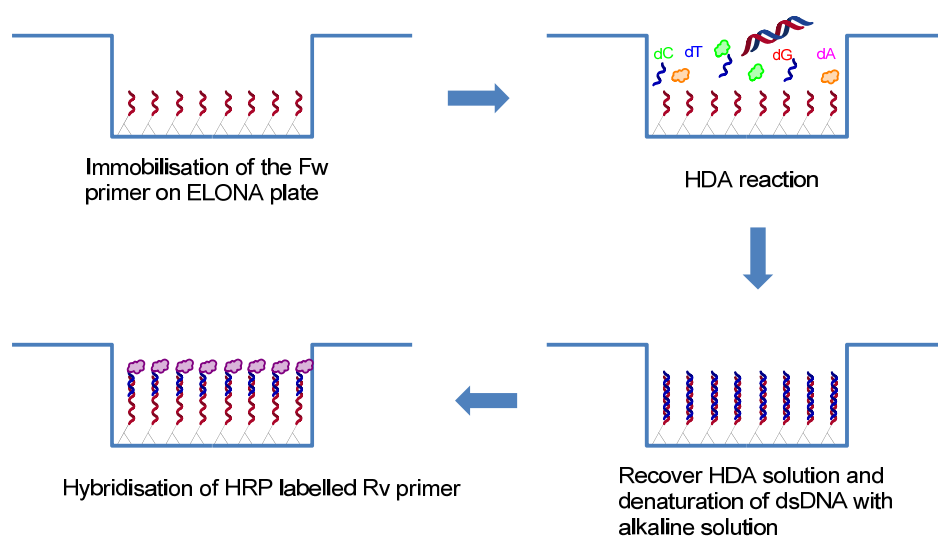 dC dT dG dA
Immobilisation of the Fw
primer on ELONA plate
HDA reaction
Hybridisation of HRP labelled Rv primer
Recover HDA solution and
denaturation of dsDNA with
alkaline solution